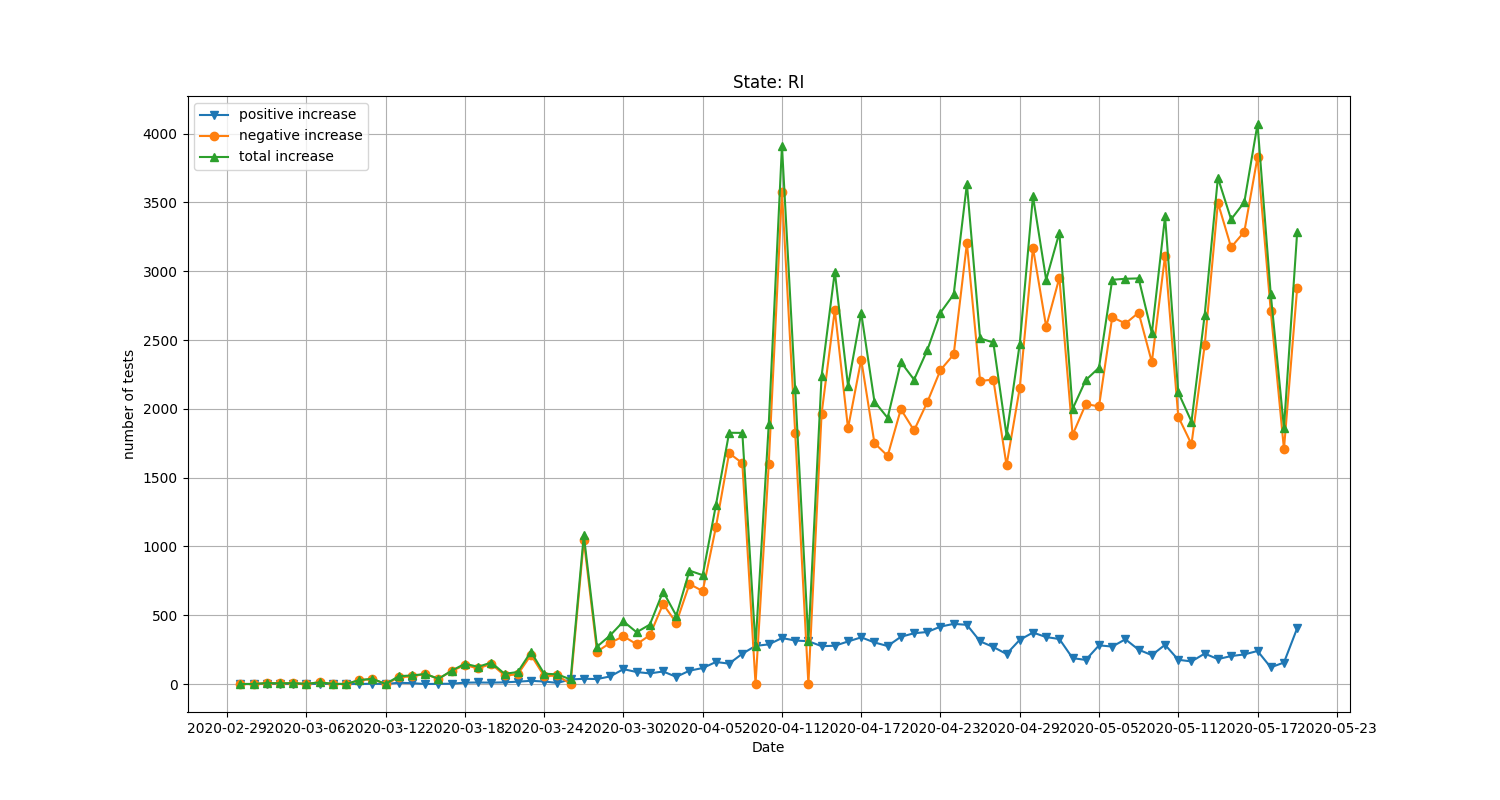 State: RI
positive increase
negative increase
total increase
4000
3500
3000
2500
2000
1500
1000
500
0
number of tests
2020-02-29 2020-03-06 2020-03-12 2020-03-18 2020-03-24 2020-03-30 2020-04-05 2020-04-11 2020-04-17 2020-04-23 2020-04-29 2020-05-05 2020-05-11 2020-05-17 2020-05-23
Date